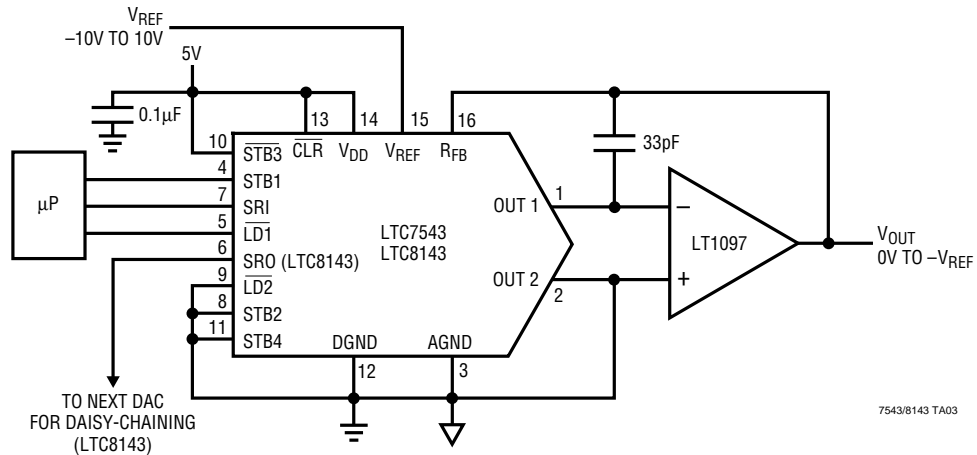 VREF
–10V TO 10V
5V
0.1µF
13
14
15
16
33pF
10
STB3
CLR
VDD
VREF
RFB
4
STB1
µP
7
SRI
OUT 1
1
5
LD1
LTC7543
LTC8143
6
SRO (LTC8143)
9
LD2
OUT 2
2
8
STB2
11
STB4
DGND
AGND
12
3
–
+
LT1097
VOUT
0V TO –VREF
TO NEXT DAC
FOR DAISY-CHAINING
(LTC8143)
7543/8143 TA03